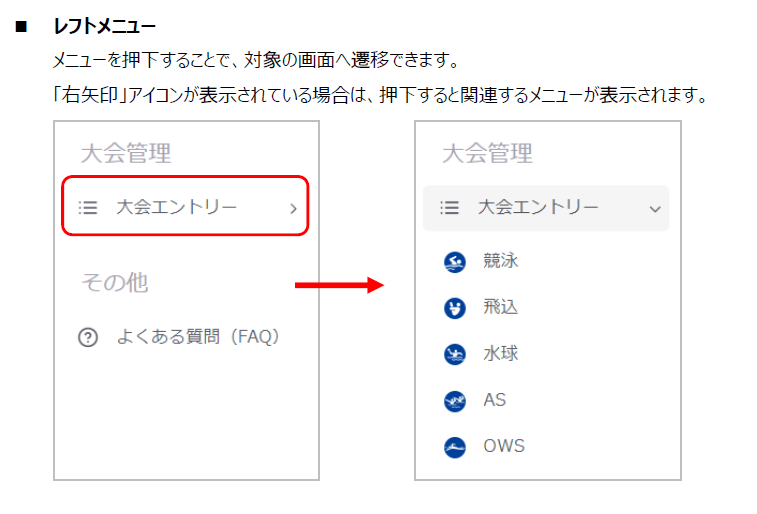 ■ レフトメニュー
メニューを押下することで、対象の画面へ遷移できます。
「右矢印」アイコンが表示されている場合は、押下すると関連するメニューが表示されます。
大会管理
大会エントリー
その他
よくある質問（FAQ）
大会管理
大会エントリー
競泳
飛込
水球
AS
OWS